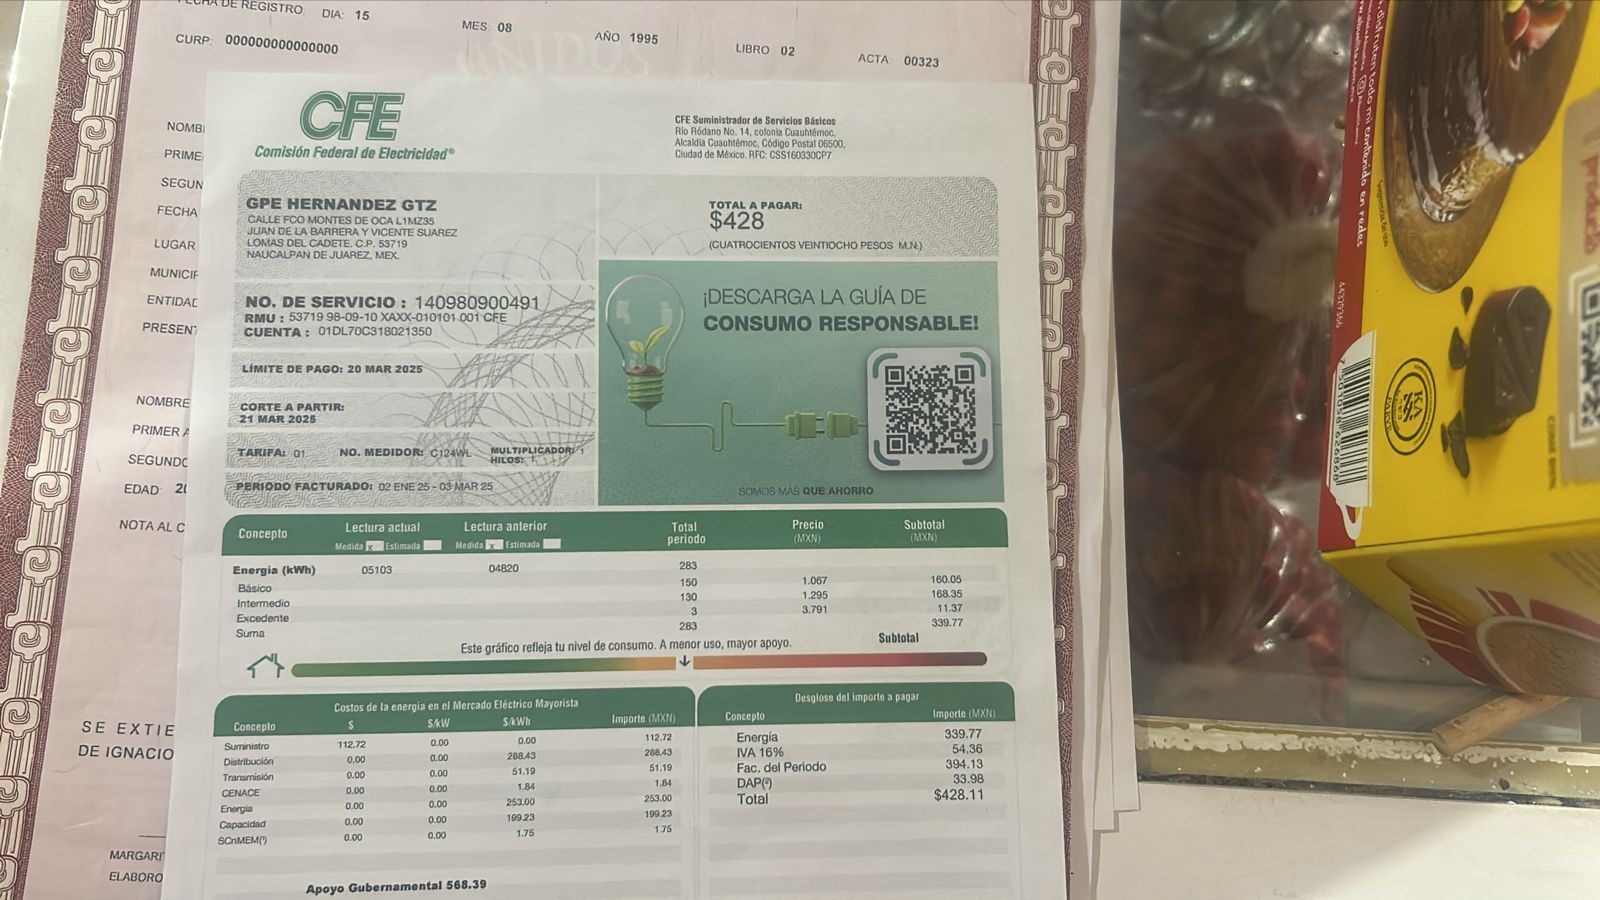 FECHA DE REGISTRO: DIA: 15 MES: 08 AÑO: 1995 LIBRO 02 ACTA 00323
CURP: 000000000000000
NOMB
PRIME
SEGUN
FECHA
LUGAR
MUNICIP
ENTIDAD
PRESENT
NOMBRE
PRIMER A
SEGUNDO
EDAD: 20
NOTA AL C
SE EXTIE
DE IGNACIO
MARGARIT
ELABORO
CFE
Comisión Federal de Electricidad®
CFE Suministrador de Servicios Básicos
Río Ródano No. 14, colonia Cuauhtémoc,
Alcaldía Cuauhtémoc, Código Postal 06500,
Ciudad de México. RFC: CSS160330CP7
GPE HERNANDEZ GTZ
CALLE FCO MONTES DE OCA L1MZ35
JUAN DE LA BARRERA Y VICENTE SUAREZ
LOMAS DEL CADETE, C.P. 53719
NAUCALPAN DE JUAREZ, MEX.
TOTAL A PAGAR:
$428
(CUATROCIENTOS VEINTIOCHO PESOS M.N.)
NO. DE SERVICIO : 140980900491
RMU : 53719 98-09-10 XAXX-010101 001 CFE
CUENTA : 01DL70C318021350
LÍMITE DE PAGO: 20 MAR 2025
CORTE A PARTIR:
21 MAR 2025
TARIFA: 01 NO. MEDIDOR: C124WL MULTIPLICADOR: 1
HILOS: 1
PERIODO FACTURADO: 02 ENE 25 - 03 MAR 25
¡DESCARGA LA GUÍA DE
CONSUMO RESPONSABLE!
SOMOS MÁS QUE AHORRO
Concepto Lectura actual Lectura anterior Total periodo Precio (MXN) Subtotal (MXN)
Medida x Estimada Medida x Estimada
Energía (kWh) 05103 04820 283
Básico 150 1.067 160.05
Intermedio 130 1.295 168.35
Excedente 3 3.791 11.37
Suma 283 339.77
Este gráfico refleja tu nivel de consumo. A menor uso, mayor apoyo. Subtotal
Costos de la energía en el Mercado Eléctrico Mayorista
Concepto $ $/kW $/kWh Importe (MXN)
Suministro 112.72 0.00 0.00 112.72
Distribución 0.00 0.00 288.43 288.43
Transmisión 0.00 0.00 51.19 51.19
CENACE 0.00 0.00 1.84 1.84
Energía 0.00 0.00 253.00 253.00
Capacidad 0.00 0.00 199.23 199.23
SCnMEM(¹) 0.00 0.00 1.75 1.75
Apoyo Gubernamental 568.39
Desglose del importe a pagar
Concepto Importe (MXN)
Energía 339.77
IVA 16% 54.36
Fac. del Periodo 394.13
DAP(²) 33.98
Total $428.11
disfruten todo mi contenido en redes
44327366
KA